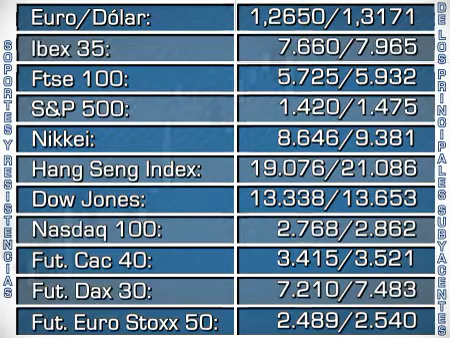 SOPORTES Y RESISTENCIAS
DE LOS PRINCIPALES SUBYACENTES
Euro/Dólar: 1,2650/1,3171
Ibex 35: 7.660/7.965
Ftse 100: 5.725/5.932
S&P 500: 1.420/1.475
Nikkei: 8.646/9.381
Hang Seng Index: 19.076/21.086
Dow Jones: 13.338/13.653
Nasdaq 100: 2.768/2.862
Fut. Cac 40: 3.415/3.521
Fut. Dax 30: 7.210/7.483
Fut. Euro Stoxx 50: 2.489/2.540